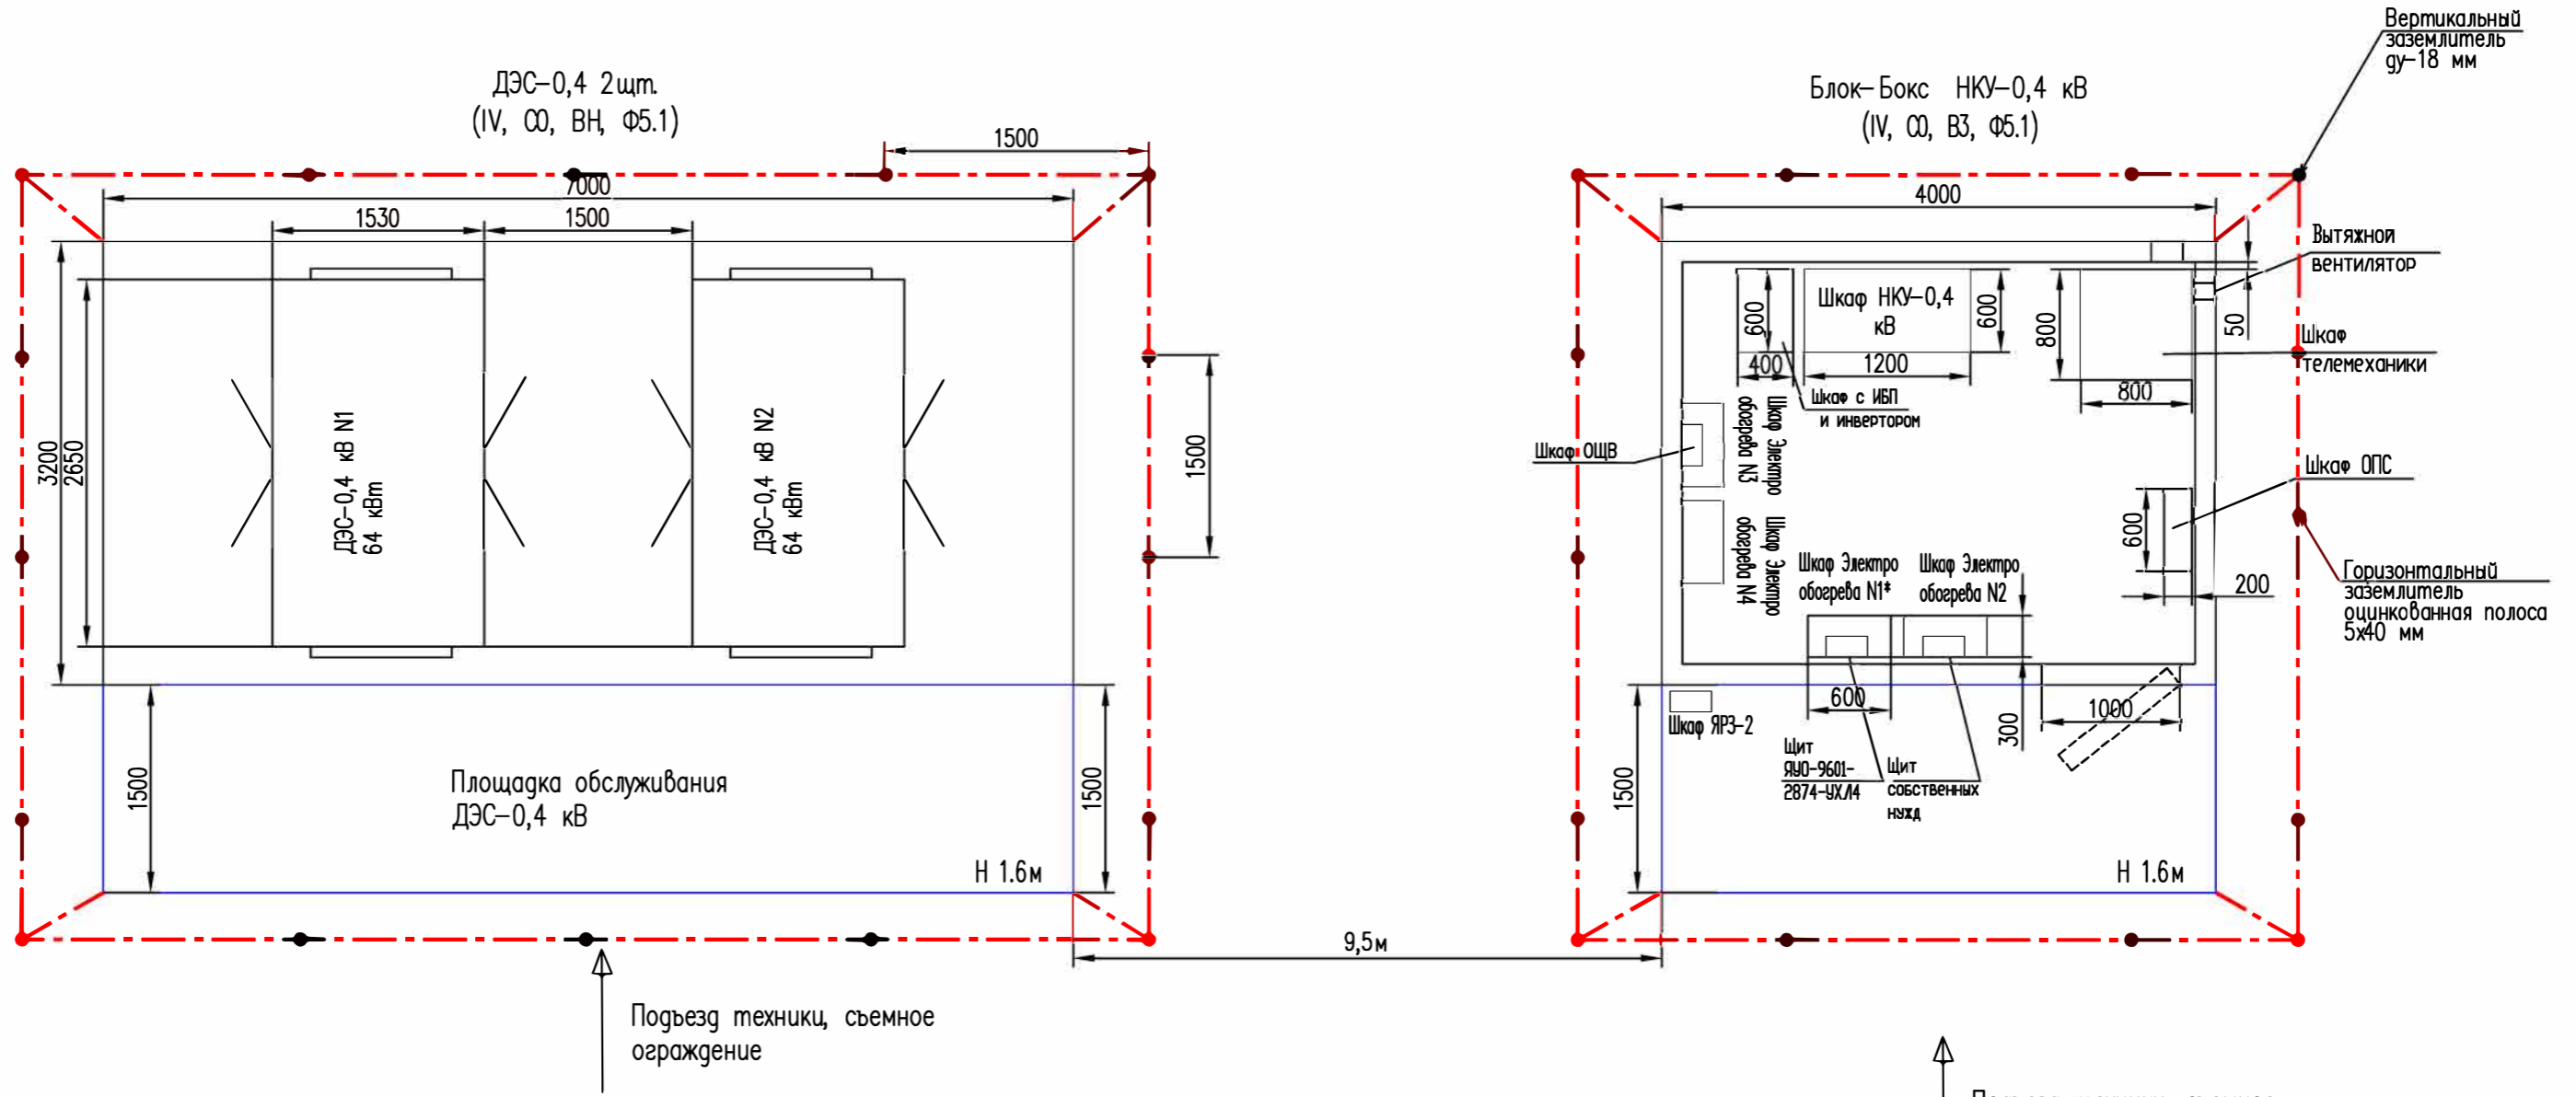 ДЭС-0,4 2шт.
(IV, С0, ВН, Ф5.1)
1500
7000
1530
1500
3200
2650
ДЭС-0,4 кВ N1
64 кВт
ДЭС-0,4 кВ N2
64 кВт
1500
1500
Площадка обслуживания
ДЭС-0,4 кВ
1500
Н 1.6м
9,5м
Подъезд техники, съемное
ограждение
Блок-Бокс НКУ-0,4 кВ
(IV, С0, В3, Ф5.1)
Вертикальный
заземлитель
ду-18 мм
4000
Вытяжной
вентилятор
600
Шкаф НКУ-0,4
кВ
600
800
50
Шкаф
телемеханики
400
1200
800
Шкаф с ИБП
и инвертором
Шкаф ОЩВ
Шкаф Электро
обогрева N3
Шкаф Электро
обогрева N4
Шкаф ОПС
600
200
Шкаф Электро
обогрева N1*
Шкаф Электро
обогрева N2
Горизонтальный
заземлитель
оцинкованная полоса
5х40 мм
Шкаф ЯРЗ-2
600
300
1000
1500
Щит
ЯУО-9601-
2874-УХЛ4
Щит
собственных
нужд
Н 1.6м